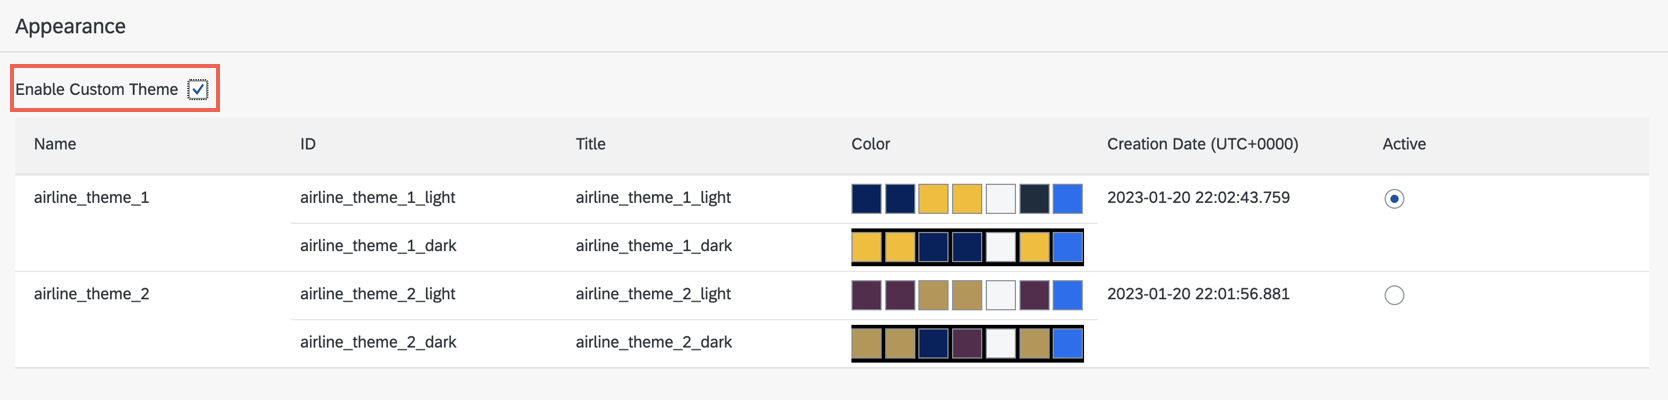 Appearance
Enable Custom Theme
Name ID Title Color Creation Date (UTC+0000) Active
airline_theme_1 airline_theme_1_light airline_theme_1_light 2023-01-20 22:02:43.759
airline_theme_1_dark airline_theme_1_dark
airline_theme_2 airline_theme_2_light airline_theme_2_light 2023-01-20 22:01:56.881
airline_theme_2_dark airline_theme_2_dark